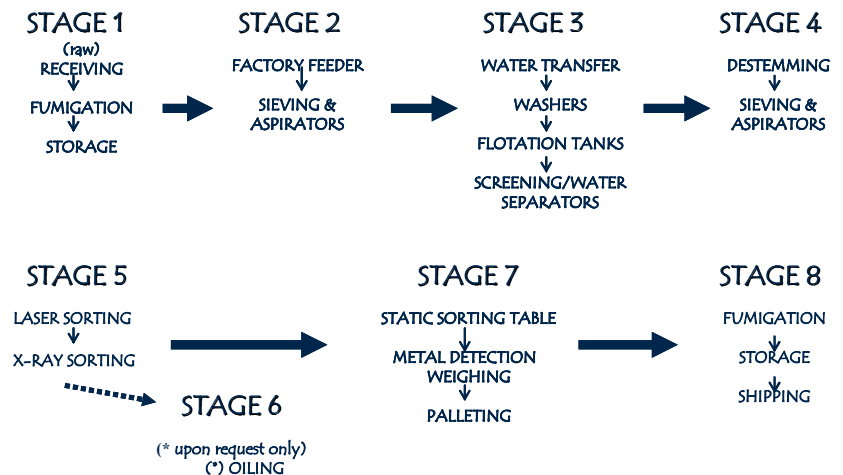 STAGE 1
(raw)
RECEIVING
FUMIGATION
STORAGE
STAGE 2
FACTORY FEEDER
SIEVING &
ASPIRATORS
STAGE 3
WATER TRANSFER
WASHERS
FLOTATION TANKS
SCREENING/WATER
SEPARATORS
STAGE 4
DESTEMMING
SIEVING &
ASPIRATORS
STAGE 5
LASER SORTING
X-RAY SORTING
STAGE 6
(* upon request only)
(*) OILING
STAGE 7
STATIC SORTING TABLE
METAL DETECTION
WEIGHING
PALLETING
STAGE 8
FUMIGATION
STORAGE
SHIPPING